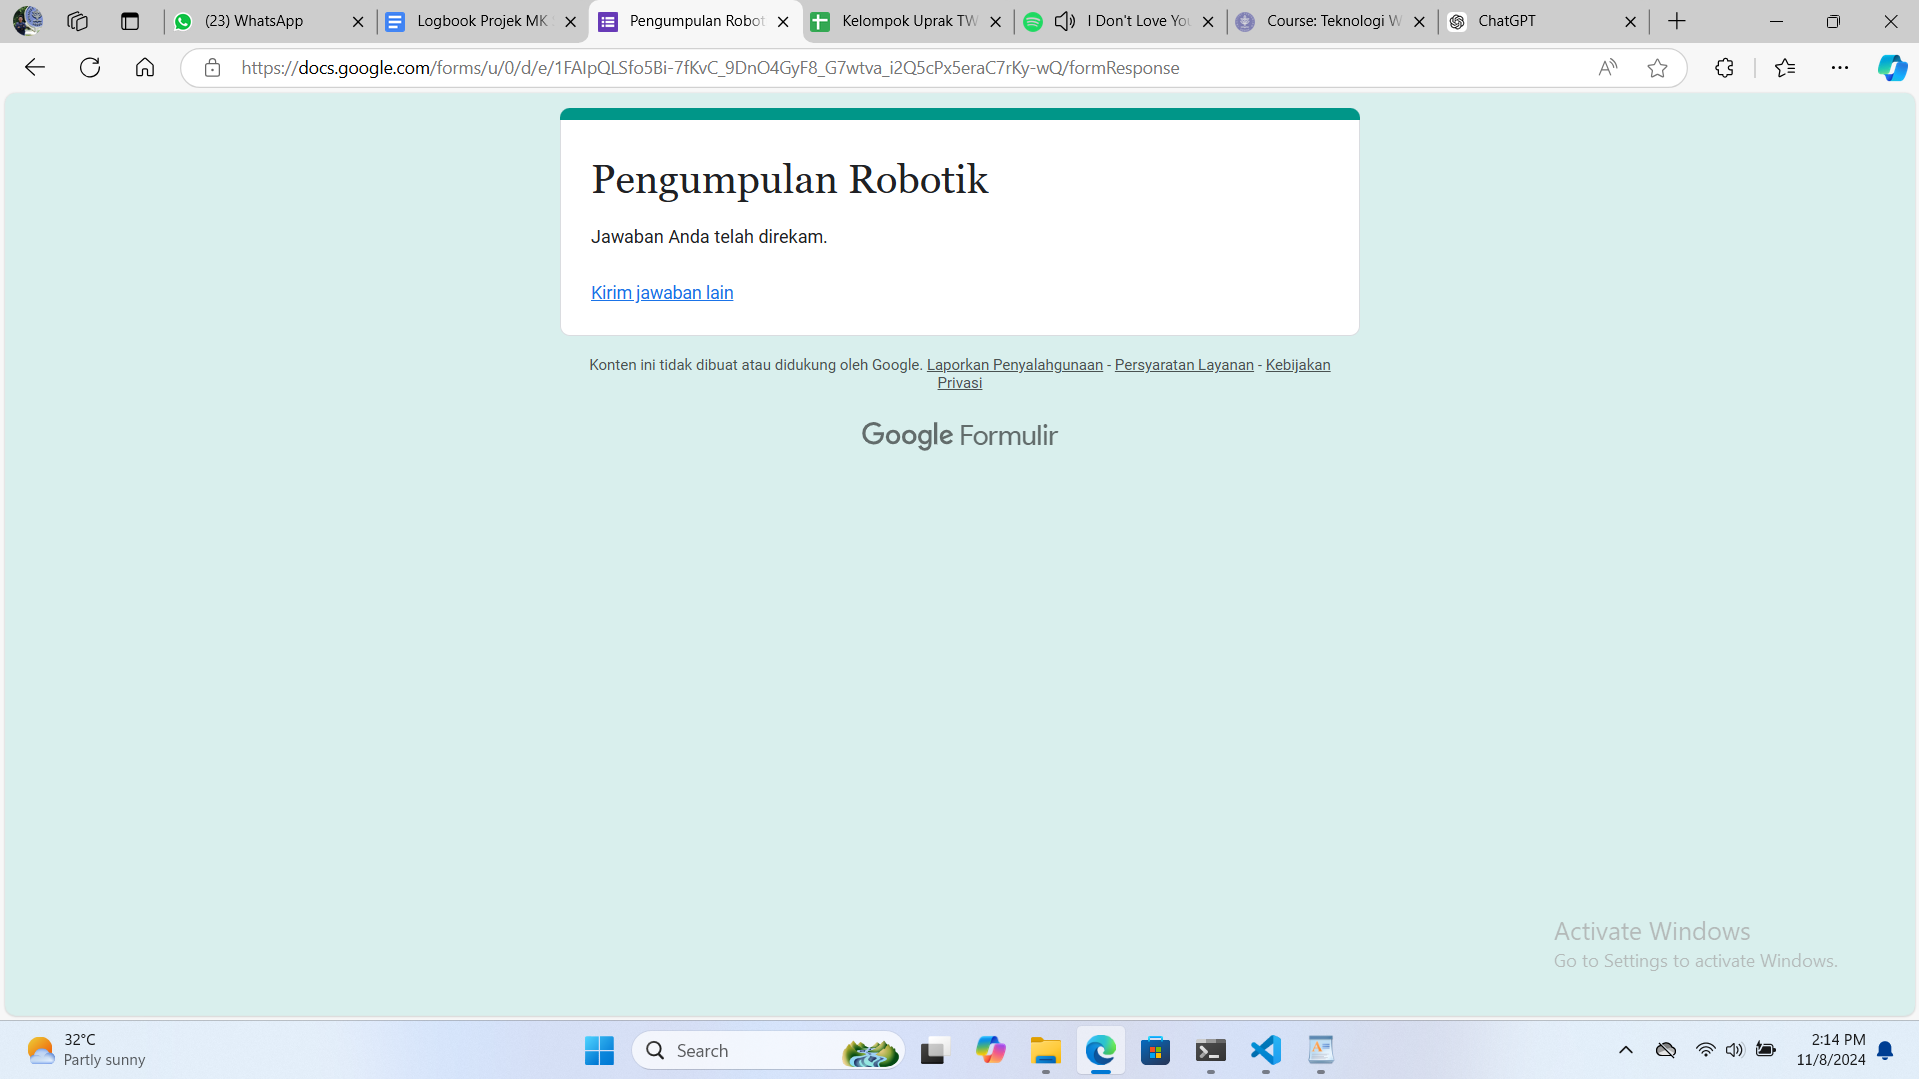 (23) WhatsApp
Logbook Projek MK
Pengumpulan Robot
Kelompok Uprak TW
I Don't Love You
Course: Teknologi W
ChatGPT
https://docs.google.com/forms/u/0/d/e/1FAIpQLSfo5Bi-7fKvC_9DnO4GyF8_G7wtva_i2Q5cPx5eraC7rKy-wQ/formResponse
Pengumpulan Robotik
Jawaban Anda telah direkam.
Kirim jawaban lain
Konten ini tidak dibuat atau didukung oleh Google. Laporkan Penyalahgunaan - Persyaratan Layanan - Kebijakan
Privasi
Google Formulir
Activate Windows
Go to Settings to activate Windows.
32°C
Partly sunny
Search
2:14 PM
11/8/2024